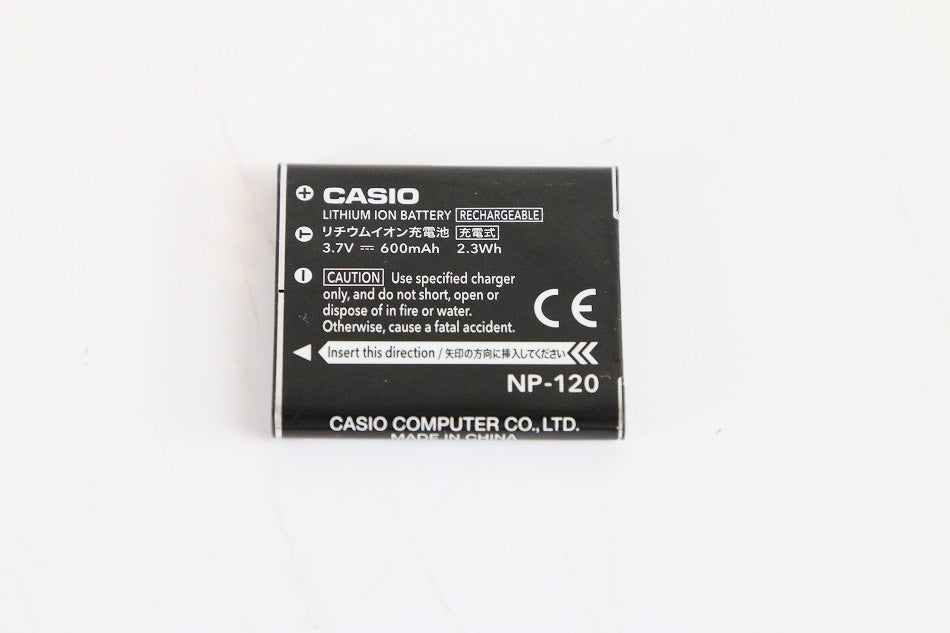 CASIO
LITHIUM ION BATTERY RECHARGEABLE
リチウムイオン充電池 充電式
3.7V ⎓ 600mAh 2.3Wh
CAUTION Use specified charger
only, and do not short, open or
dispose of in fire or water.
Otherwise, cause a fatal accident.
CE
Insert this direction / 矢印の方向に挿入してください
NP-120
CASIO COMPUTER CO., LTD.
MADE IN CHINA